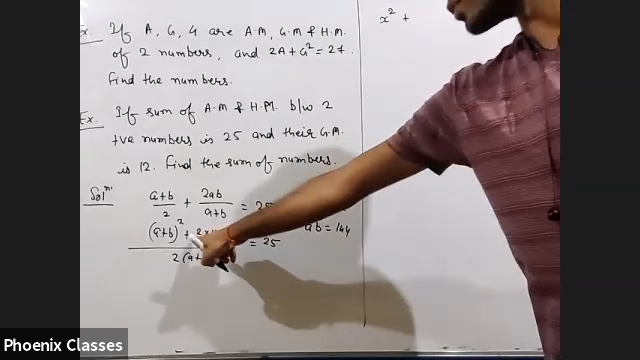 Ex. If A, G, 4 are A.M, G.M & H.M.
of 2 numbers, and 2A+G²=27.
Find the numbers.
Ex. If sum of A.M & H.M. b/w 2
+ve numbers is 25 and their G.M.
is 12. Find the sum of numbers.
Solⁿ. (a+b)/2 + 2ab/(a+b) = 25
ab = 144
(a+b)² + 2× / 2(a+ = 25
x² +
Phoenix Classes